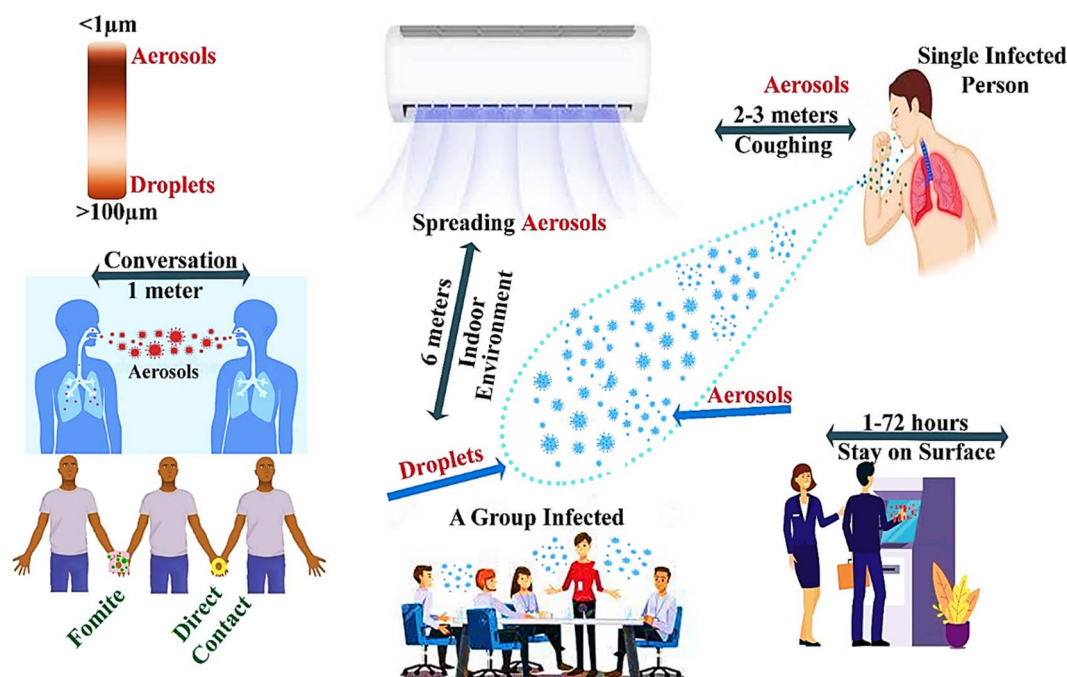 <1µm
Aerosols
Droplets
>100µm
Spreading Aerosols
6 meters
Indoor
Environment
Aerosols
2-3 meters
Coughing
Single Infected
Person
Conversation
1 meter
Aerosols
Fomite
Direct
Contact
Droplets
Aerosols
A Group Infected
1-72 hours
Stay on Surface